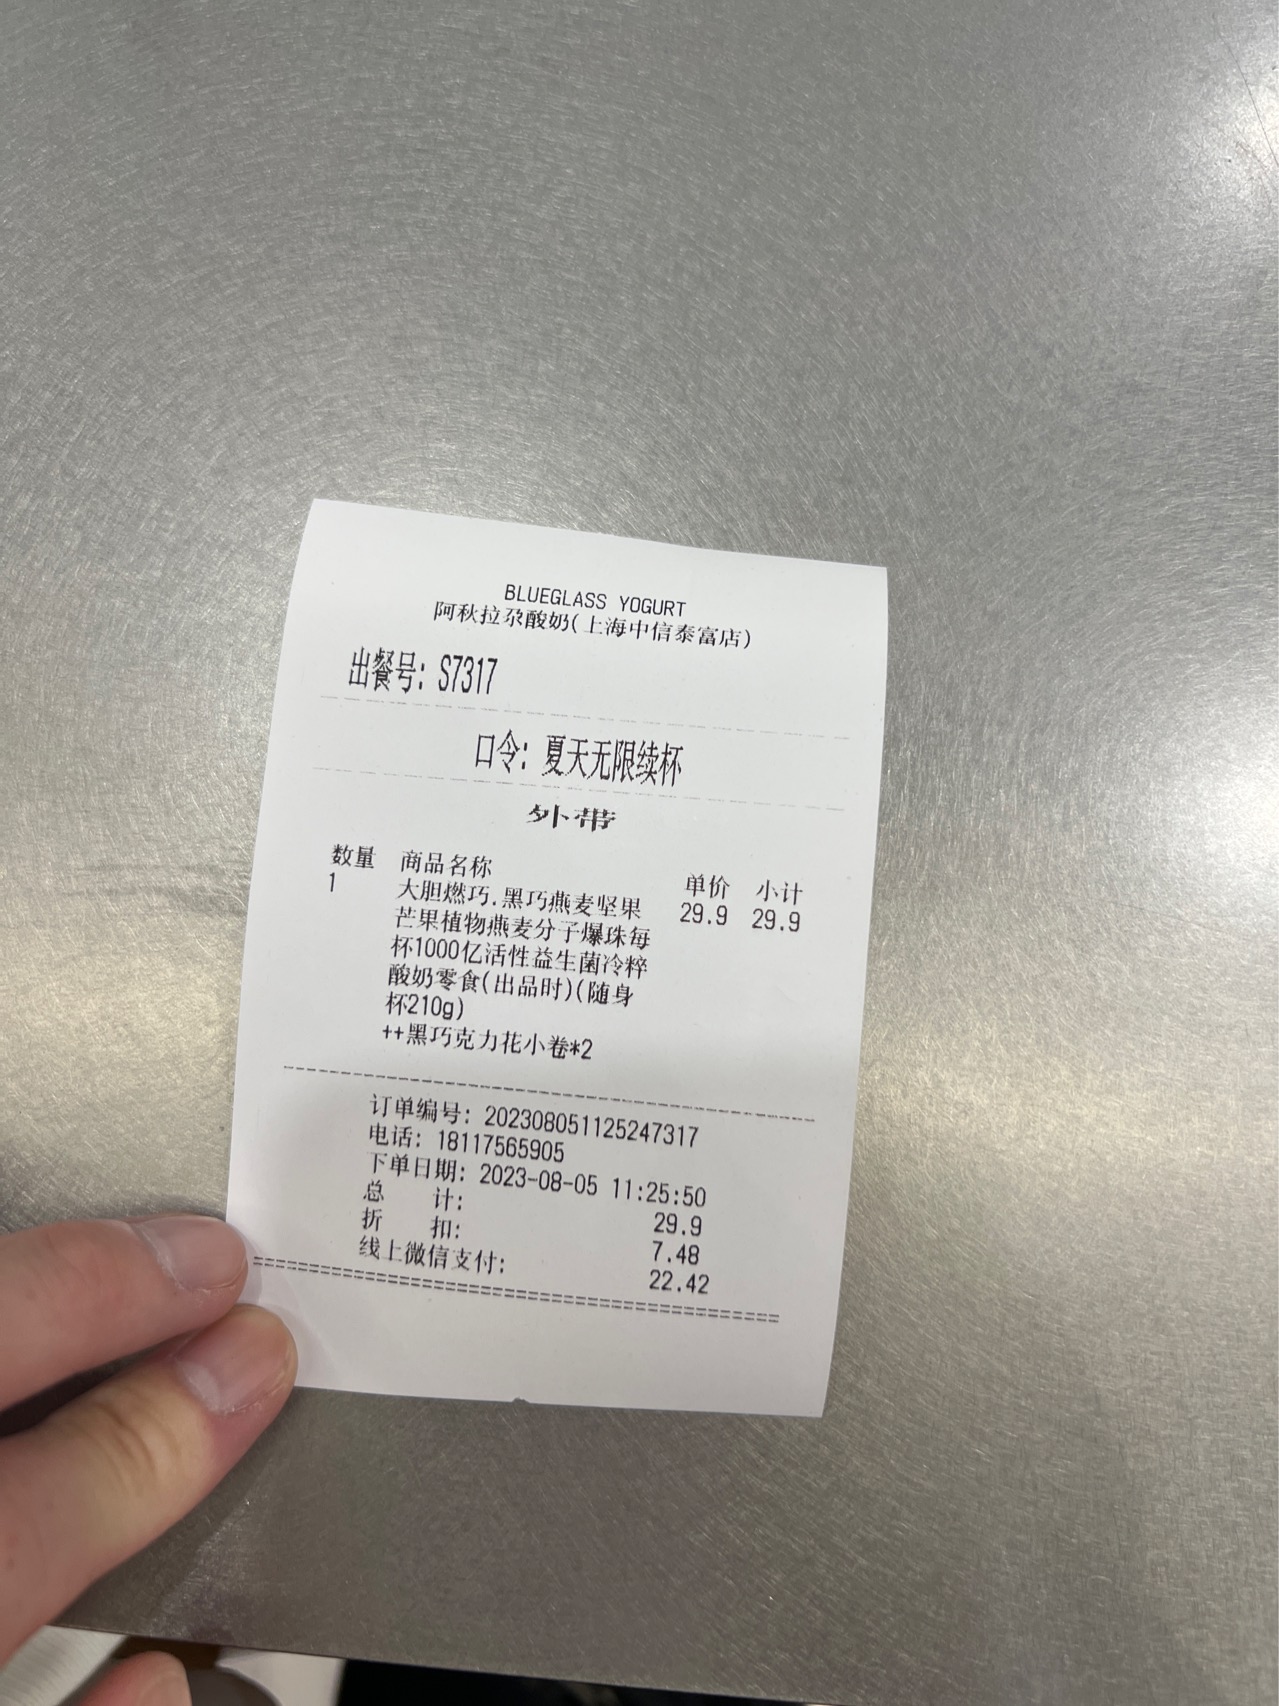 BLUEGLASS YOGURT
阿秋拉尕酸奶(上海中信泰富店)
出餐号: S7317
口令: 夏天无限续杯
外带
数量 商品名称 单价 小计
1 大胆燃巧.黑巧燕麦坚果 29.9 29.9
芒果植物燕麦分子爆珠每
杯1000亿活性益生菌冷粹
酸奶零食(出品时)(随身
杯210g)
++黑巧克力花小卷*2
订单编号: 202308051125247317
电话: 18117565905
下单日期: 2023-08-05 11:25:50
总 计: 29.9
折 扣: 7.48
线上微信支付: 22.42